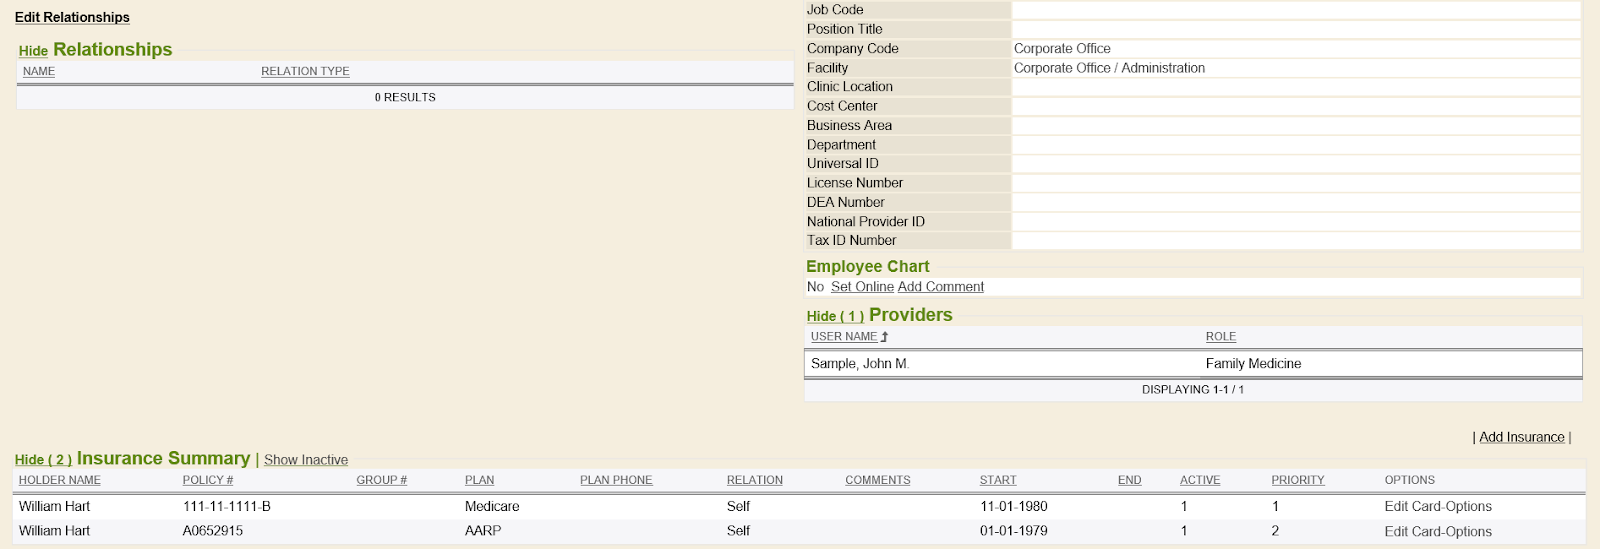 Edit Relationships
Hide Relationships
NAME RELATION TYPE
0 RESULTS
Job Code
Position Title
Company Code Corporate Office
Facility Corporate Office / Administration
Clinic Location
Cost Center
Business Area
Department
Universal ID
License Number
DEA Number
National Provider ID
Tax ID Number
Employee Chart
No Set Online Add Comment
Hide ( 1 ) Providers
USER NAME ROLE
Sample, John M. Family Medicine
DISPLAYING 1-1 / 1
| Add Insurance |
Hide ( 2 ) Insurance Summary | Show Inactive
HOLDER NAME POLICY # GROUP # PLAN PLAN PHONE RELATION COMMENTS START END ACTIVE PRIORITY OPTIONS
William Hart 111-11-1111-B Medicare Self 11-01-1980 1 1 Edit Card-Options
William Hart A0652915 AARP Self 01-01-1979 1 2 Edit Card-Options